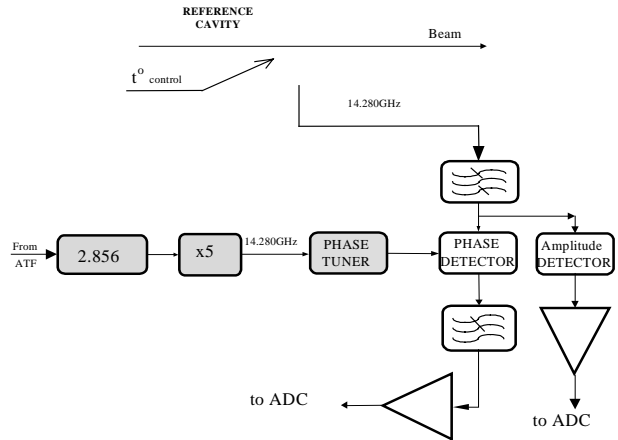 REFERENCE
CAVITY
Beam
t° control
14.280GHz
From
ATF
2.856
x5
14.280GHz
PHASE
TUNER
PHASE
DETECTOR
Amplitude
DETECTOR
to ADC
to ADC